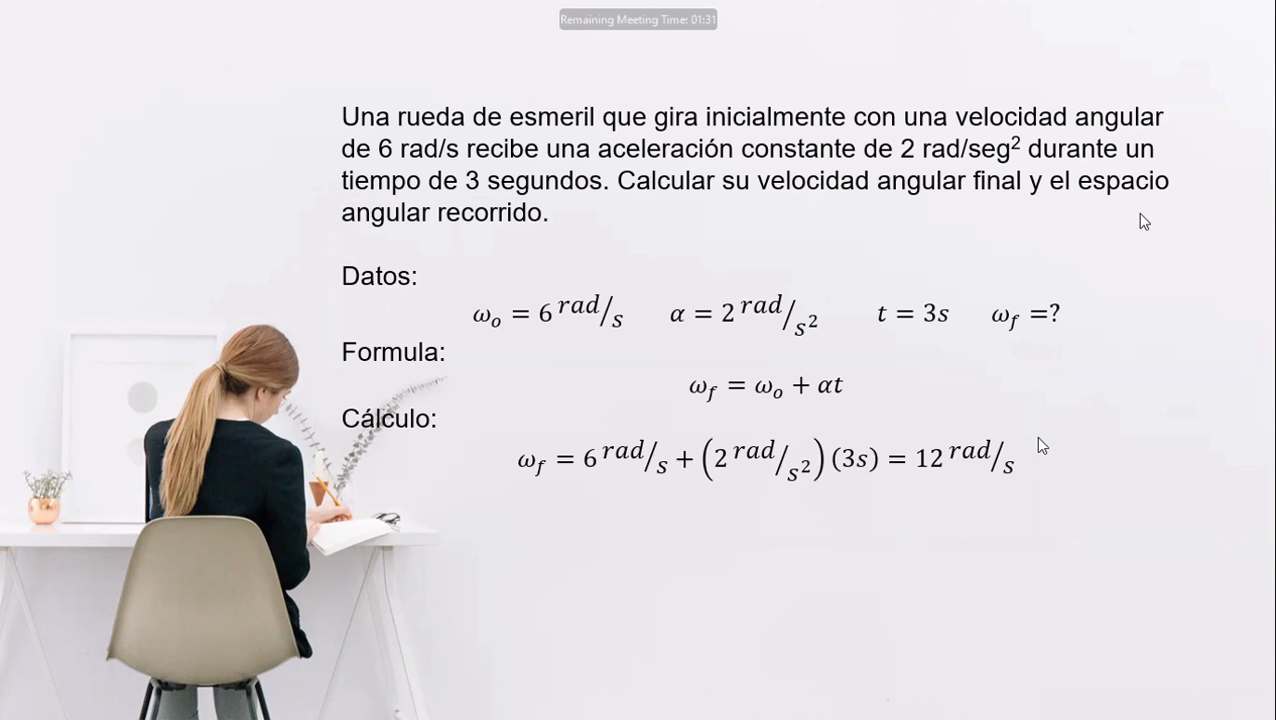 Remaining Meeting Time: 01:31
Una rueda de esmeril que gira inicialmente con una velocidad angular
de 6 rad/s recibe una aceleración constante de 2 rad/seg² durante un
tiempo de 3 segundos. Calcular su velocidad angular final y el espacio
angular recorrido.
Datos:
ωₒ = 6 rad/s α = 2 rad/s² t = 3s ω_f =?
Formula:
ω_f = ωₒ + αt
Cálculo:
ω_f = 6 rad/s + (2 rad/s²)(3s) = 12 rad/s